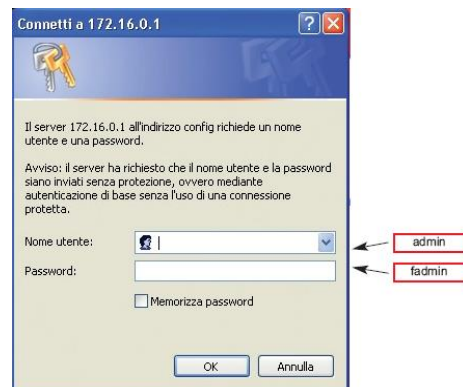 Connetti a 172.16.0.1
Il server 172.16.0.1 all'indirizzo config richiede un nome
utente e una password.
Avviso: il server ha richiesto che il nome utente e la password
siano inviati senza protezione, ovvero mediante
autenticazione di base senza l'uso di una connessione
protetta.
Nome utente:
admin
Password:
fadmin
Memorizza password
OK
Annulla